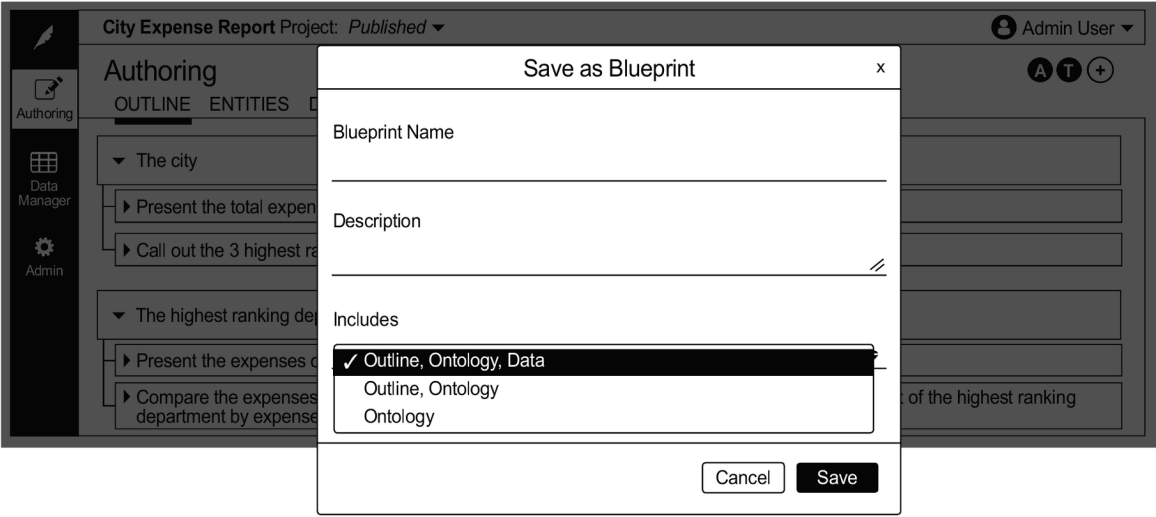 City Expense Report Project: Published
Admin User
Authoring
A T +
OUTLINE ENTITIES
Authoring
Data
Manager
Admin
The city
Present the total expen
Call out the 3 highest ra
The highest ranking dep
Present the expenses o
Compare the expenses
department by expense
of the highest ranking
Save as Blueprint x
Blueprint Name
Description
Includes
✓ Outline, Ontology, Data
Outline, Ontology
Ontology
Cancel Save